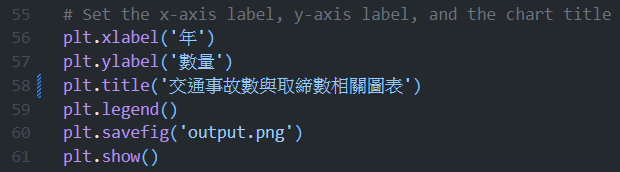 55 # Set the x-axis label, y-axis label, and the chart title
56 plt.xlabel('年')
57 plt.ylabel('數量')
58 plt.title('交通事故數與取締數相關圖表')
59 plt.legend()
60 plt.savefig('output.png')
61 plt.show()